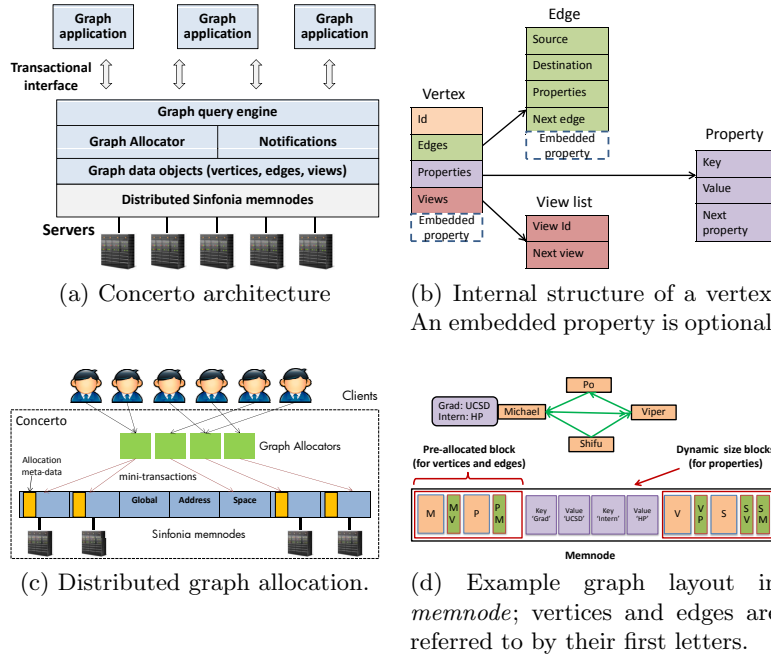 Graph application
Graph application
Graph application
Transactional interface
Graph query engine
Graph Allocator
Notifications
Graph data objects (vertices, edges, views)
Distributed Sinfonia memnodes
Servers
(a) Concerto architecture
Edge
Source
Destination
Properties
Next edge
Embedded property
Vertex
Id
Edges
Properties
Views
Embedded property
View list
View Id
Next view
Property
Key
Value
Next property
(b) Internal structure of a vertex
An embedded property is optional
Clients
Concerto
Graph Allocators
Allocation meta-data
mini-transactions
Global
Address
Space
Sinfonia memnodes
(c) Distributed graph allocation.
Po
Grad: UCSD
Intern: HP
Michael
Viper
Shifu
Pre-allocated block
(for vertices and edges)
Dynamic size blocks
(for properties)
M
M V
P
P M
Key 'Grad'
Value 'UCSD'
Key 'Intern'
Value 'HP'
V
V P
S
S V
S M
Memnode
(d) Example graph layout in
memnode; vertices and edges are
referred to by their first letters.